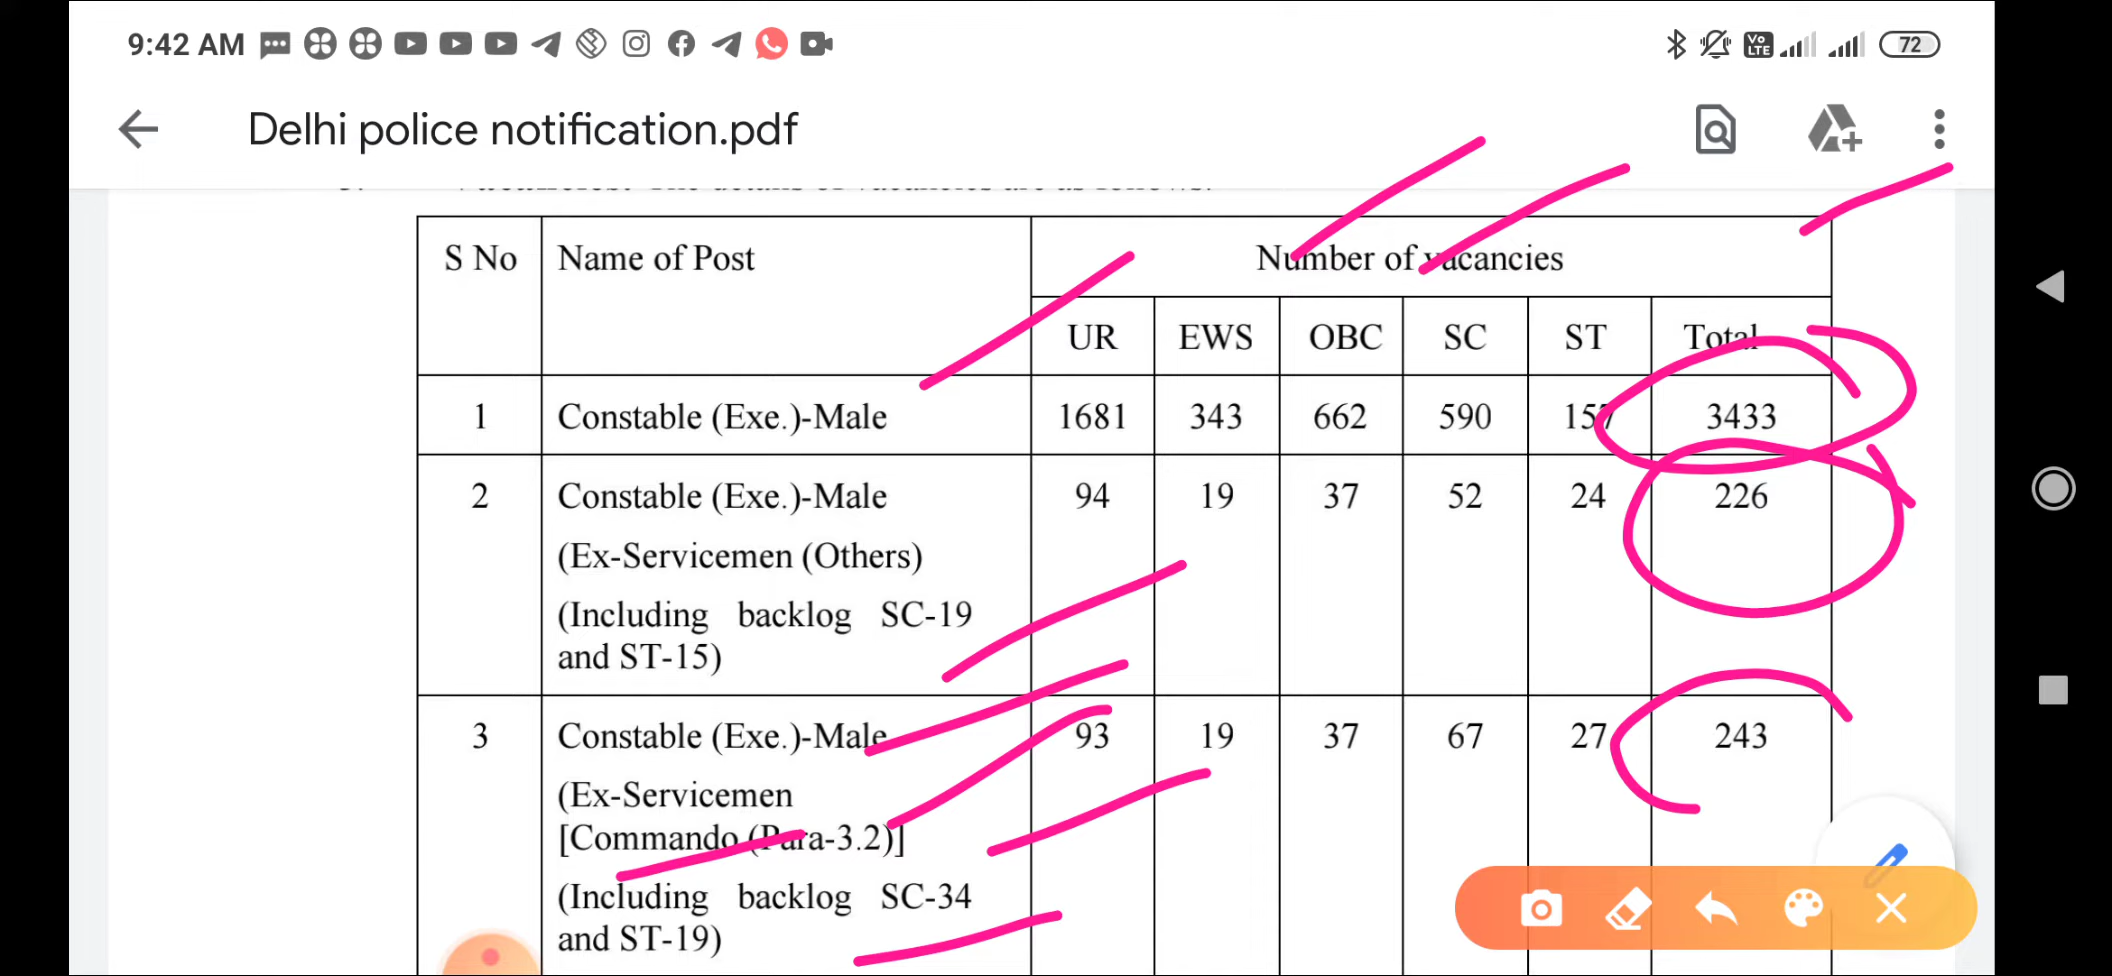 9:42 AM
Vo LTE
72
Delhi police notification.pdf
S No Name of Post Number of vacancies
UR EWS OBC SC ST Total
1 Constable (Exe.)-Male 1681 343 662 590 157 3433
2 Constable (Exe.)-Male 94 19 37 52 24 226
(Ex-Servicemen (Others)
(Including backlog SC-19
and ST-15)
3 Constable (Exe.)-Male 93 19 37 67 27 243
(Ex-Servicemen
[Commando (Para-3.2)]
(Including backlog SC-34
and ST-19)